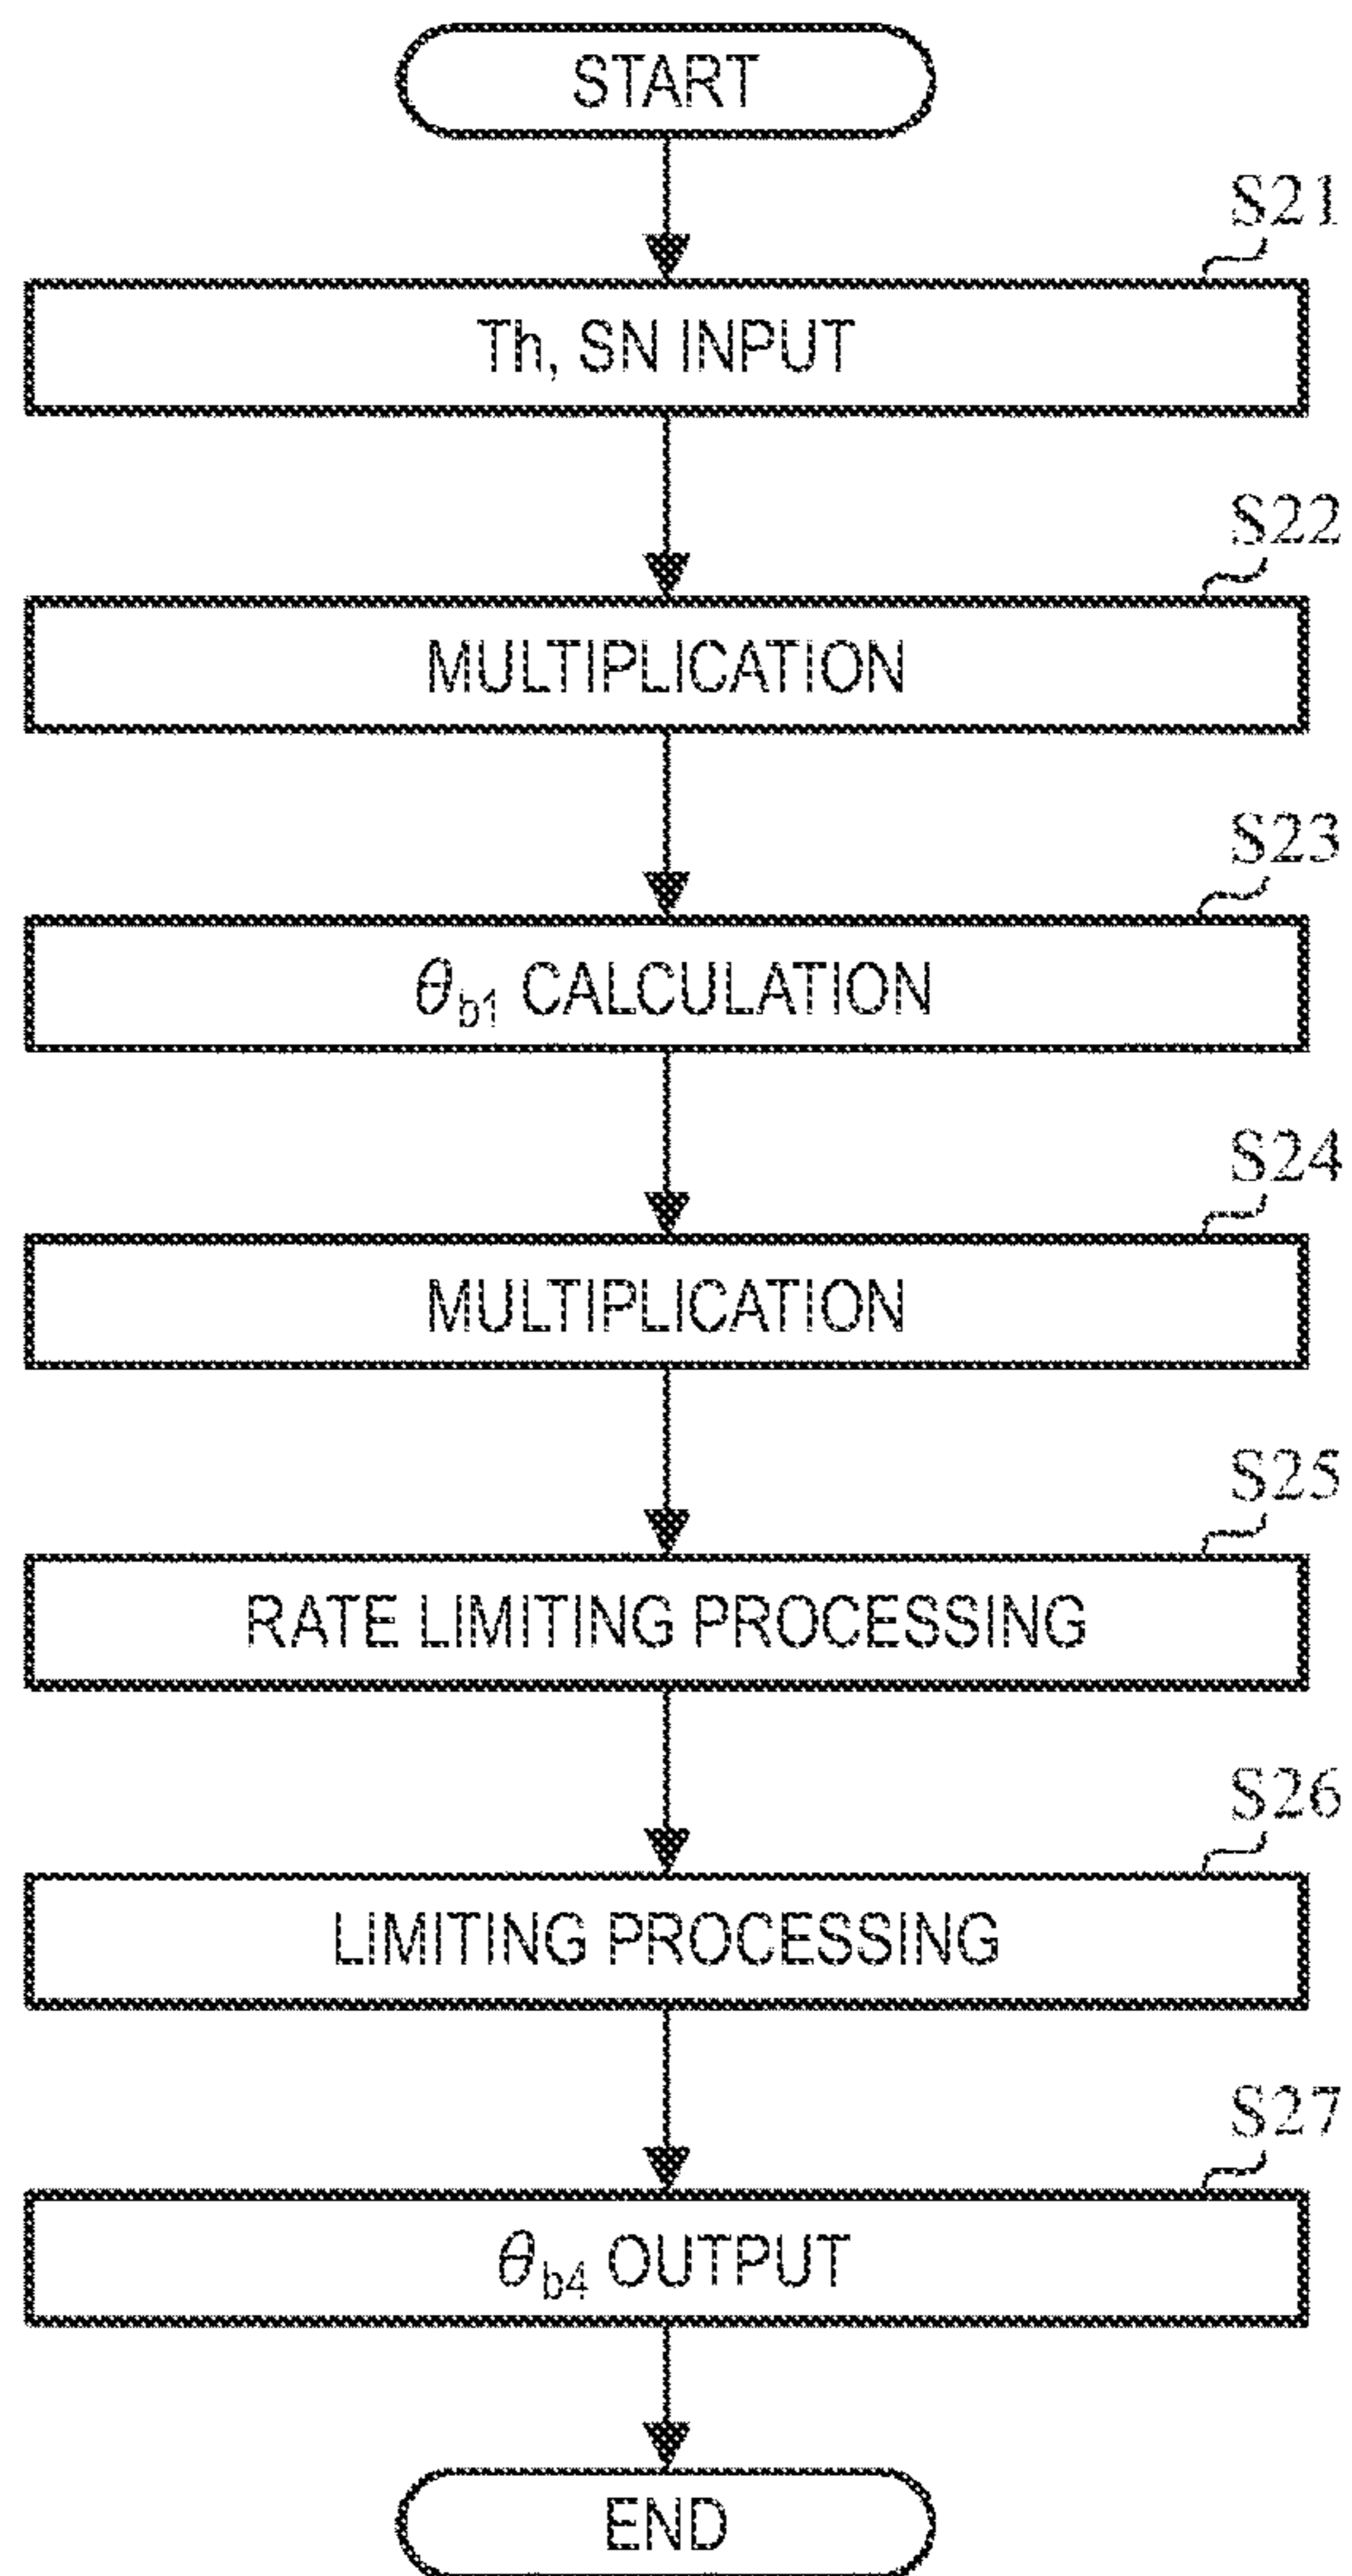 START
S21
Th, SN INPUT
S22
MULTIPLICATION
S23
θb1 CALCULATION
S24
MULTIPLICATION
S25
RATE LIMITING PROCESSING
S26
LIMITING PROCESSING
S27
θb4 OUTPUT
END